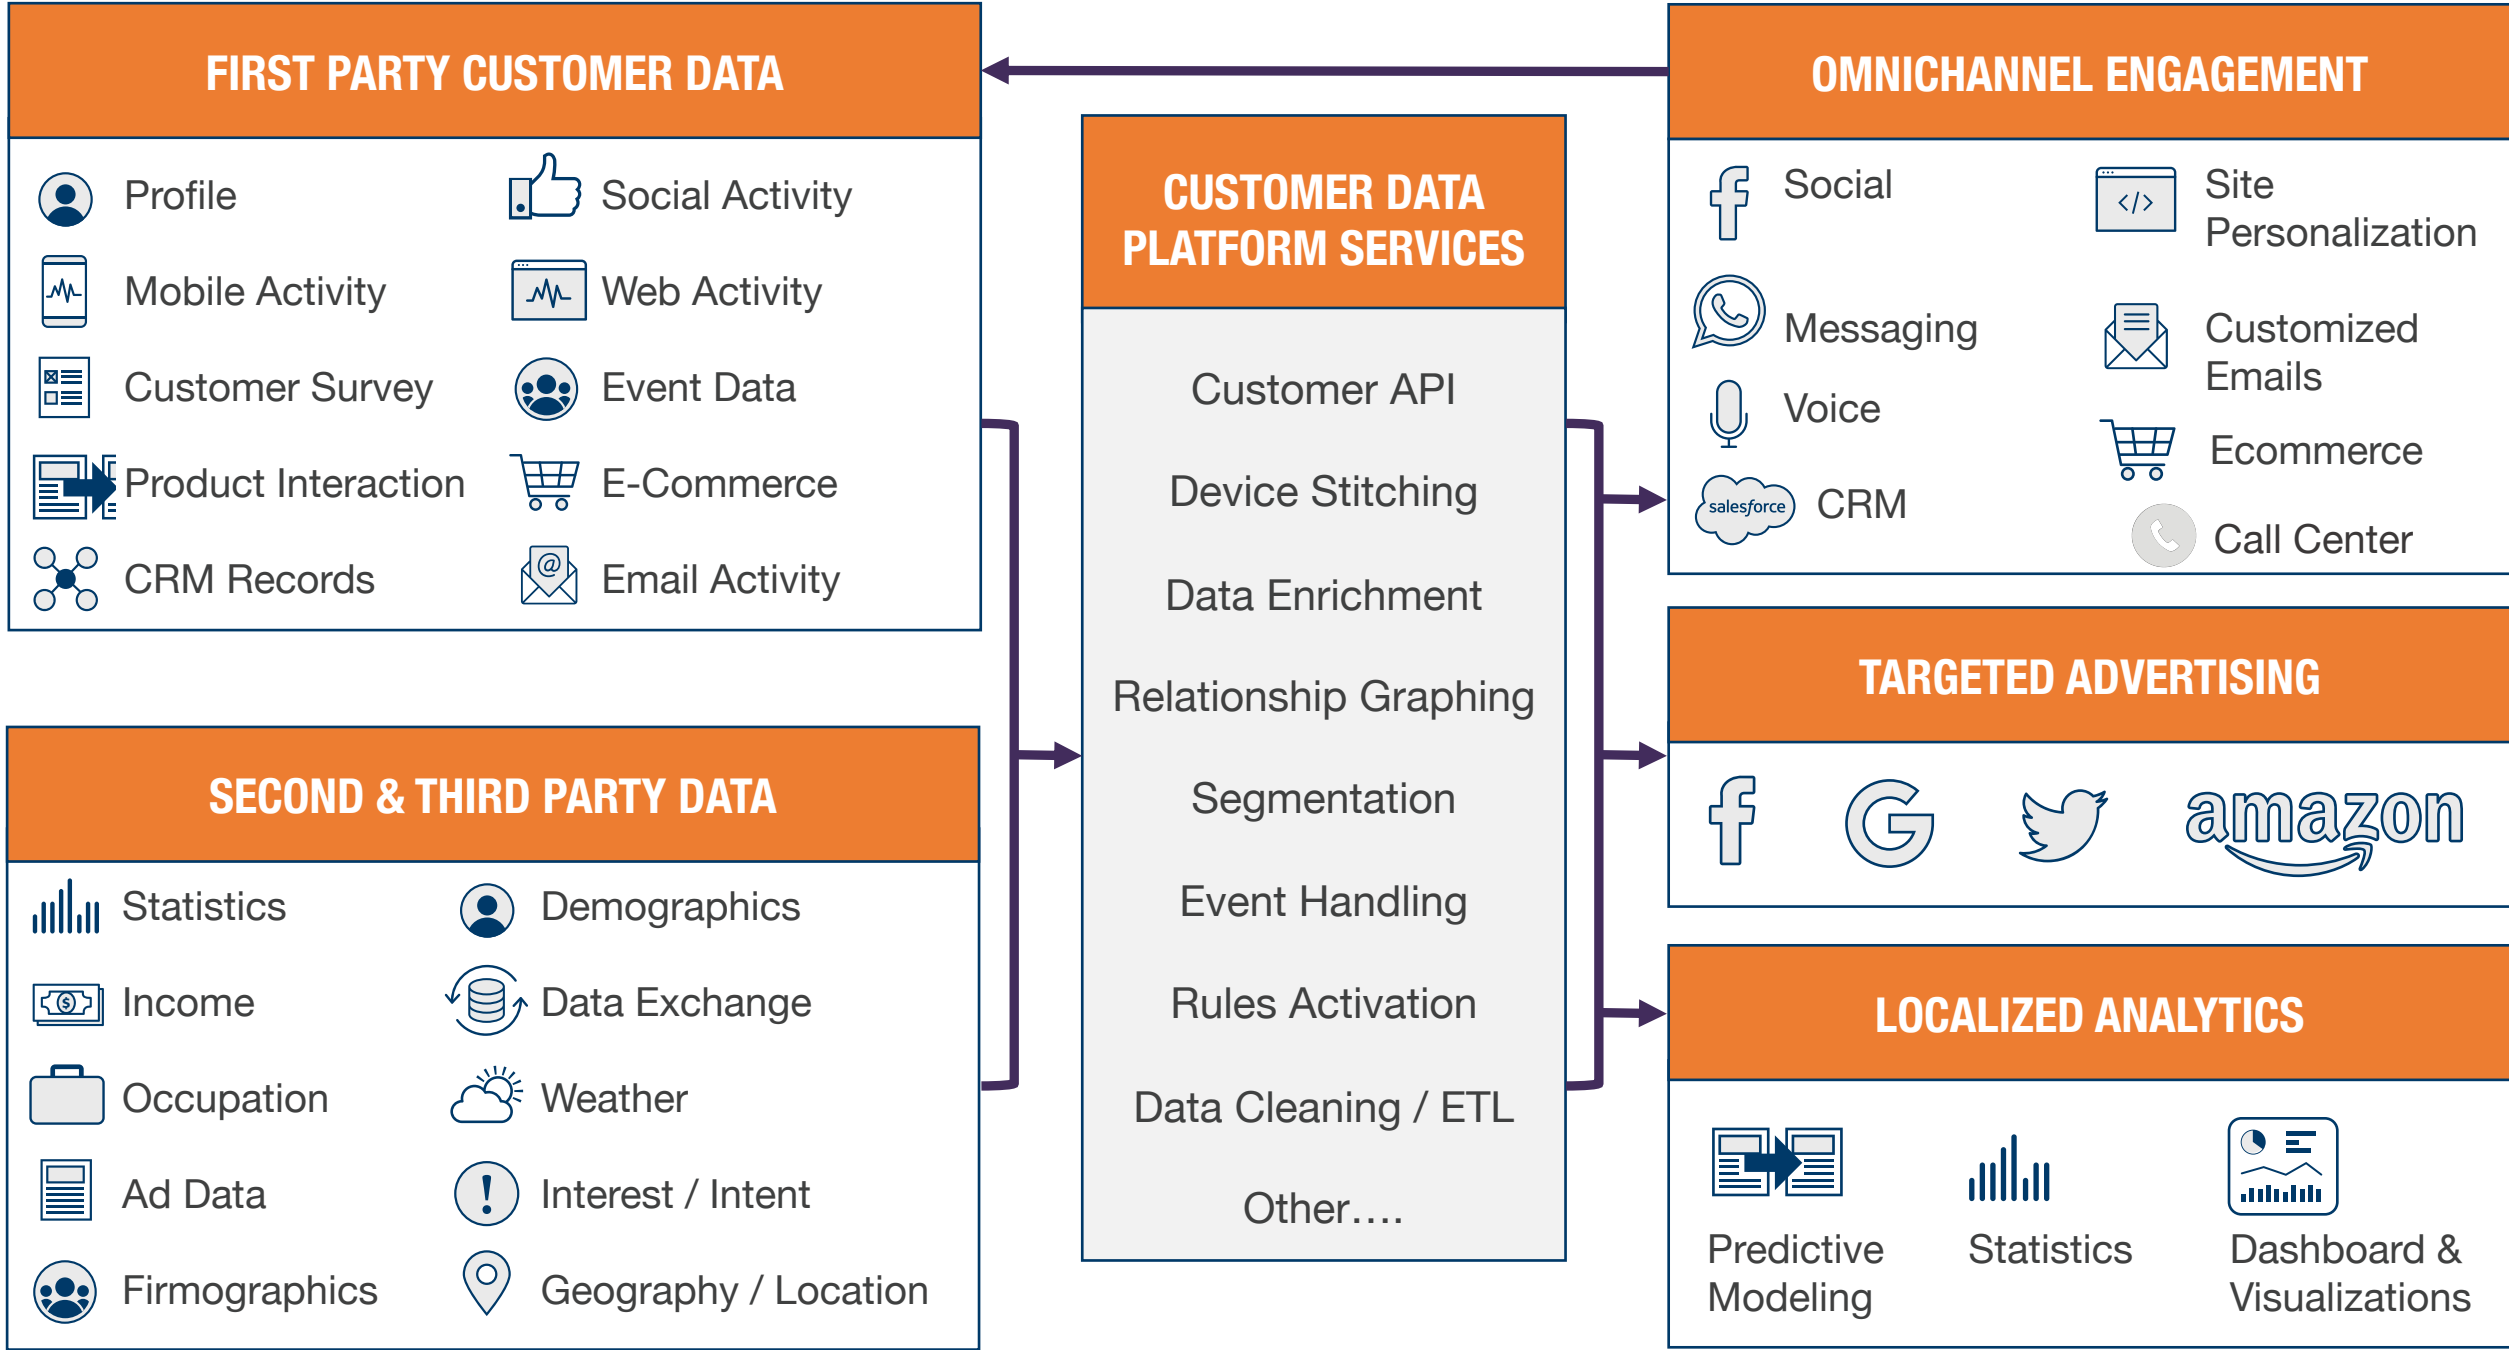 FIRST PARTY CUSTOMER DATA
Profile
Social Activity
Mobile Activity
Web Activity
Customer Survey
Event Data
Product Interaction
E-Commerce
CRM Records
@
Email Activity
SECOND & THIRD PARTY DATA
Statistics
Demographics
$
Income
Data Exchange
Occupation
Weather
Ad Data
!
Interest / Intent
Firmographics
Geography / Location
CUSTOMER DATA
PLATFORM SERVICES
Customer API
Device Stitching
Data Enrichment
Relationship Graphing
Segmentation
Event Handling
Rules Activation
Data Cleaning / ETL
Other....
OMNICHANNEL ENGAGEMENT
f
Social
</>
Site
Personalization
Messaging
Customized
Emails
Voice
Ecommerce
salesforce
CRM
Call Center
TARGETED ADVERTISING
f
G
amazon
LOCALIZED ANALYTICS
Predictive
Modeling
Statistics
Dashboard &
Visualizations